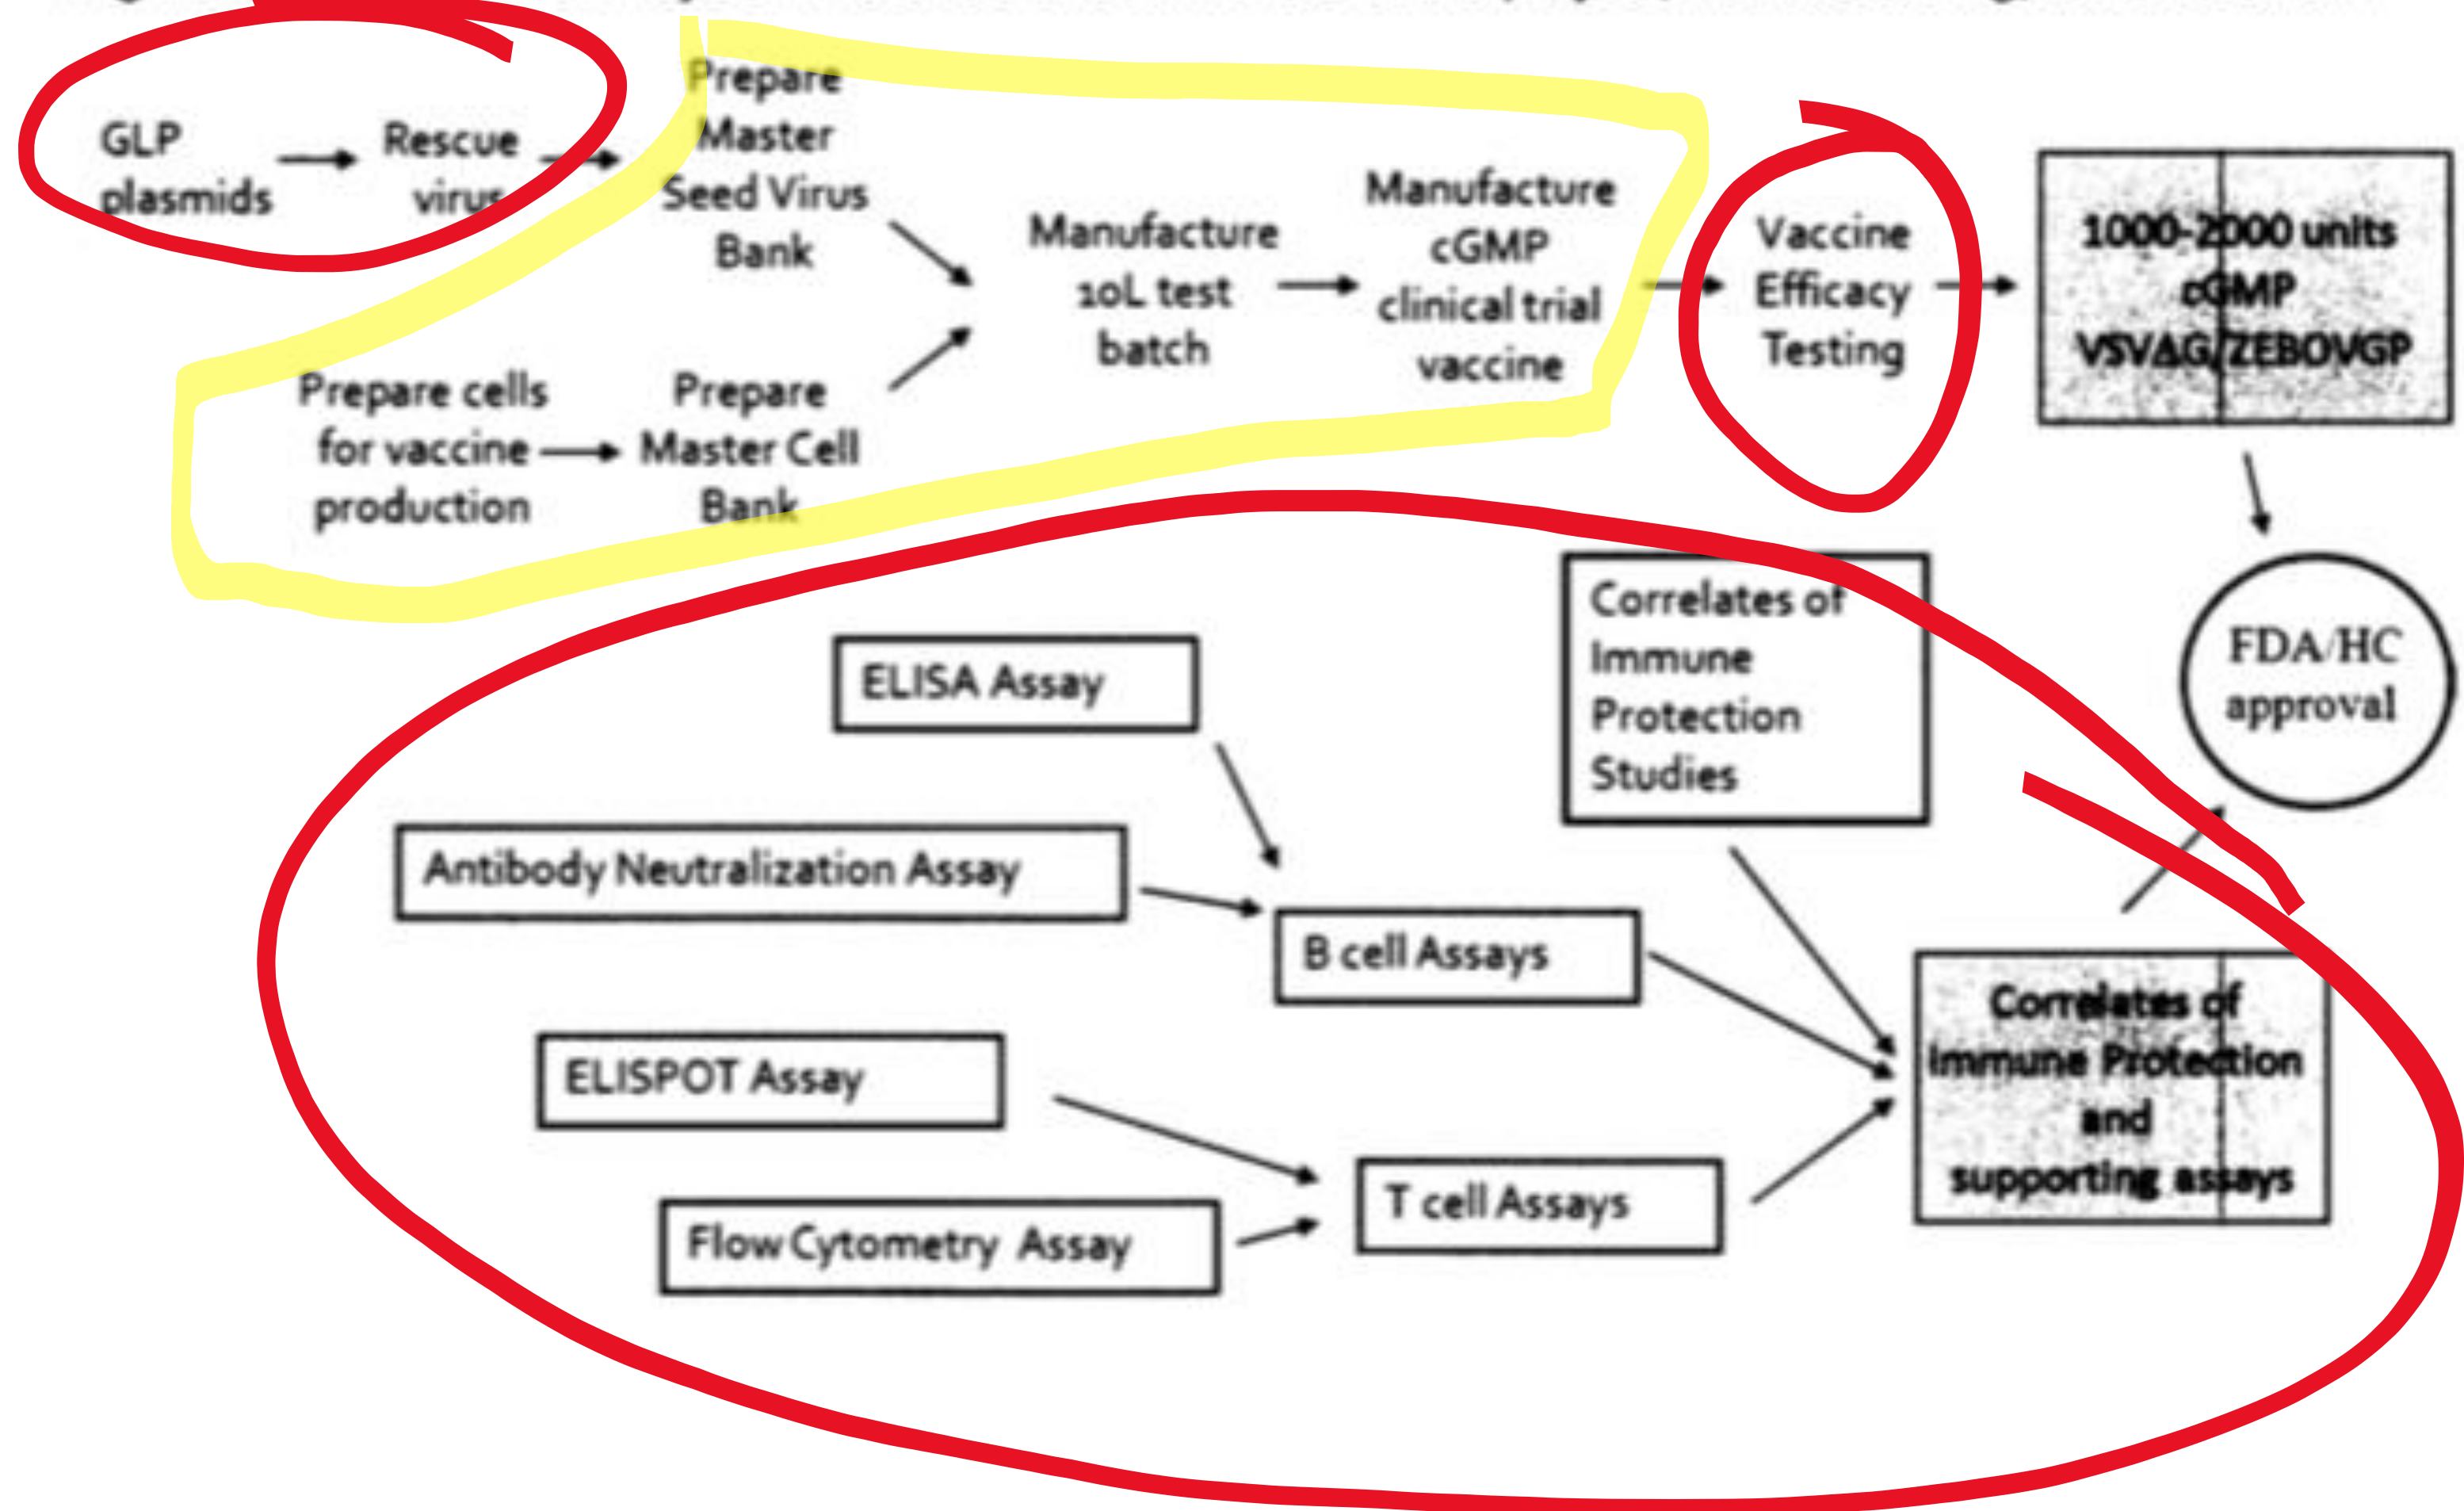 GLP
plasmids
Rescue
virus
Prepare
Master
Seed Virus
Bank
Prepare cells
for vaccine
production
Prepare
Master Cell
Bank
Manufacture
10L test
batch
Manufacture
cGMP
clinical trial
vaccine
Vaccine
Efficacy
Testing
1000-2000 units
cGMP
VSVΔG/ZEBOVGP
FDA/HC
approval
ELISA Assay
Correlates of
Immune
Protection
Studies
Antibody Neutralization Assay
B cell Assays
ELISPOT Assay
Flow Cytometry Assay
T cell Assays
Correlates of
Immune Protection
and
supporting assays